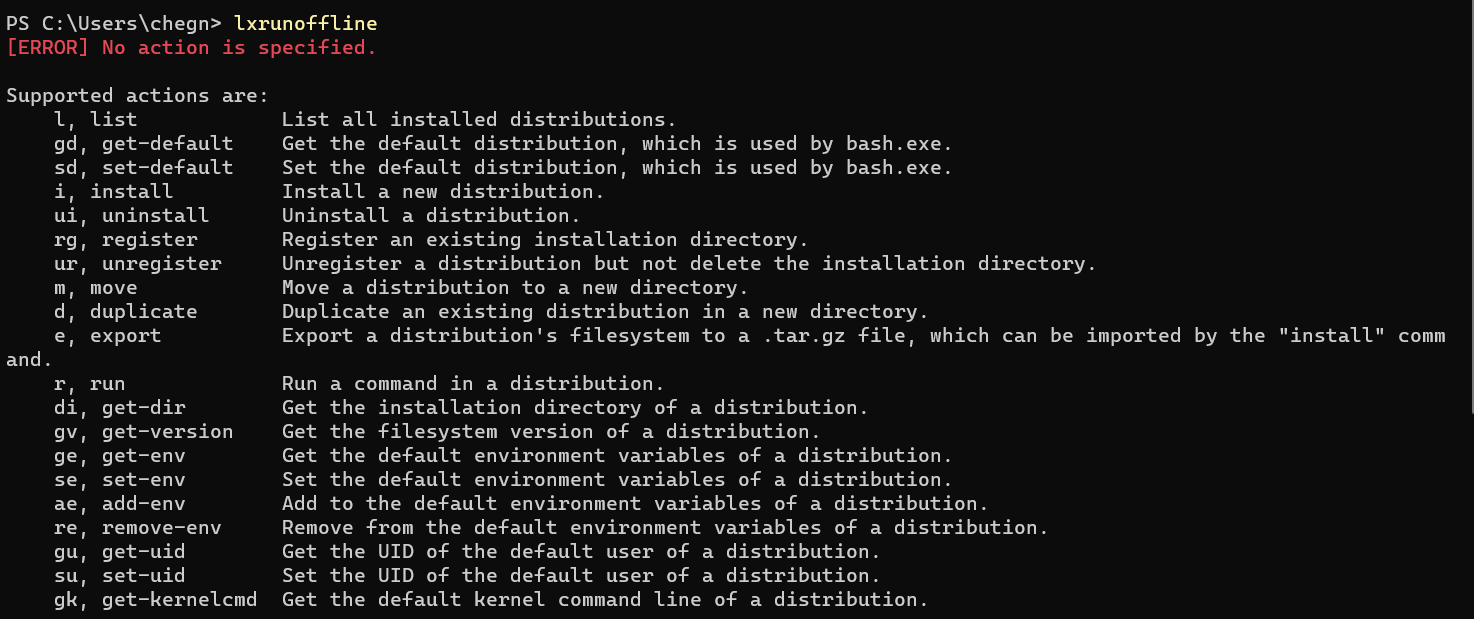 PS C:\Users\chegn> lxrunoffline
[ERROR] No action is specified.
Supported actions are:
l, list List all installed distributions.
gd, get-default Get the default distribution, which is used by bash.exe.
sd, set-default Set the default distribution, which is used by bash.exe.
i, install Install a new distribution.
ui, uninstall Uninstall a distribution.
rg, register Register an existing installation directory.
ur, unregister Unregister a distribution but not delete the installation directory.
m, move Move a distribution to a new directory.
d, duplicate Duplicate an existing distribution in a new directory.
e, export Export a distribution's filesystem to a .tar.gz file, which can be imported by the "install" comm
and.
r, run Run a command in a distribution.
di, get-dir Get the installation directory of a distribution.
gv, get-version Get the filesystem version of a distribution.
ge, get-env Get the default environment variables of a distribution.
se, set-env Set the default environment variables of a distribution.
ae, add-env Add to the default environment variables of a distribution.
re, remove-env Remove from the default environment variables of a distribution.
gu, get-uid Get the UID of the default user of a distribution.
su, set-uid Set the UID of the default user of a distribution.
gk, get-kernelcmd Get the default kernel command line of a distribution.